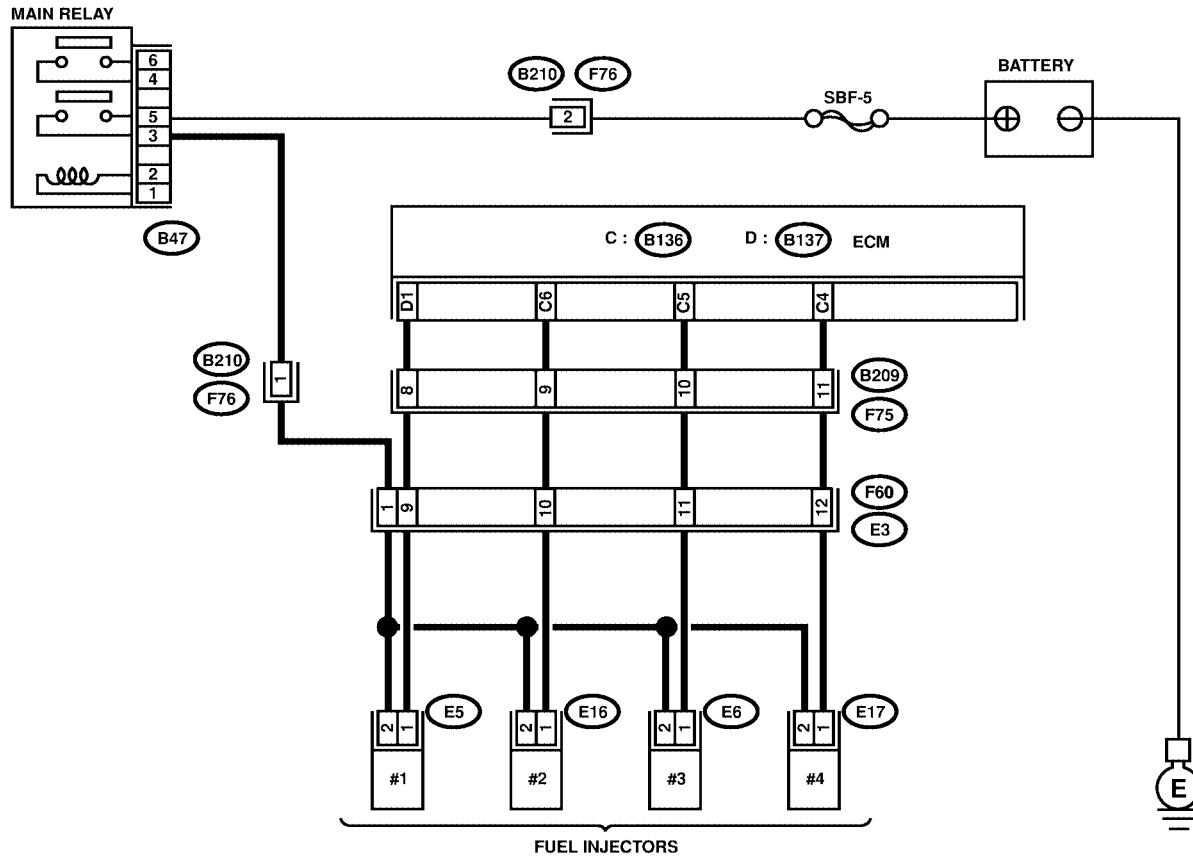 MAIN RELAY
6
4
5
3
2
1
B47
B210 F76
2
SBF-5
BATTERY
C : B136 D : B137 ECM
D1 C6 C5 C4
B210
F76
1
8 9 10 11
B209
F75
1 9 10 11 12
F60
E3
2 1 E5
2 1 E16
2 1 E6
2 1 E17
#1 #2 #3 #4
E
FUEL INJECTORS